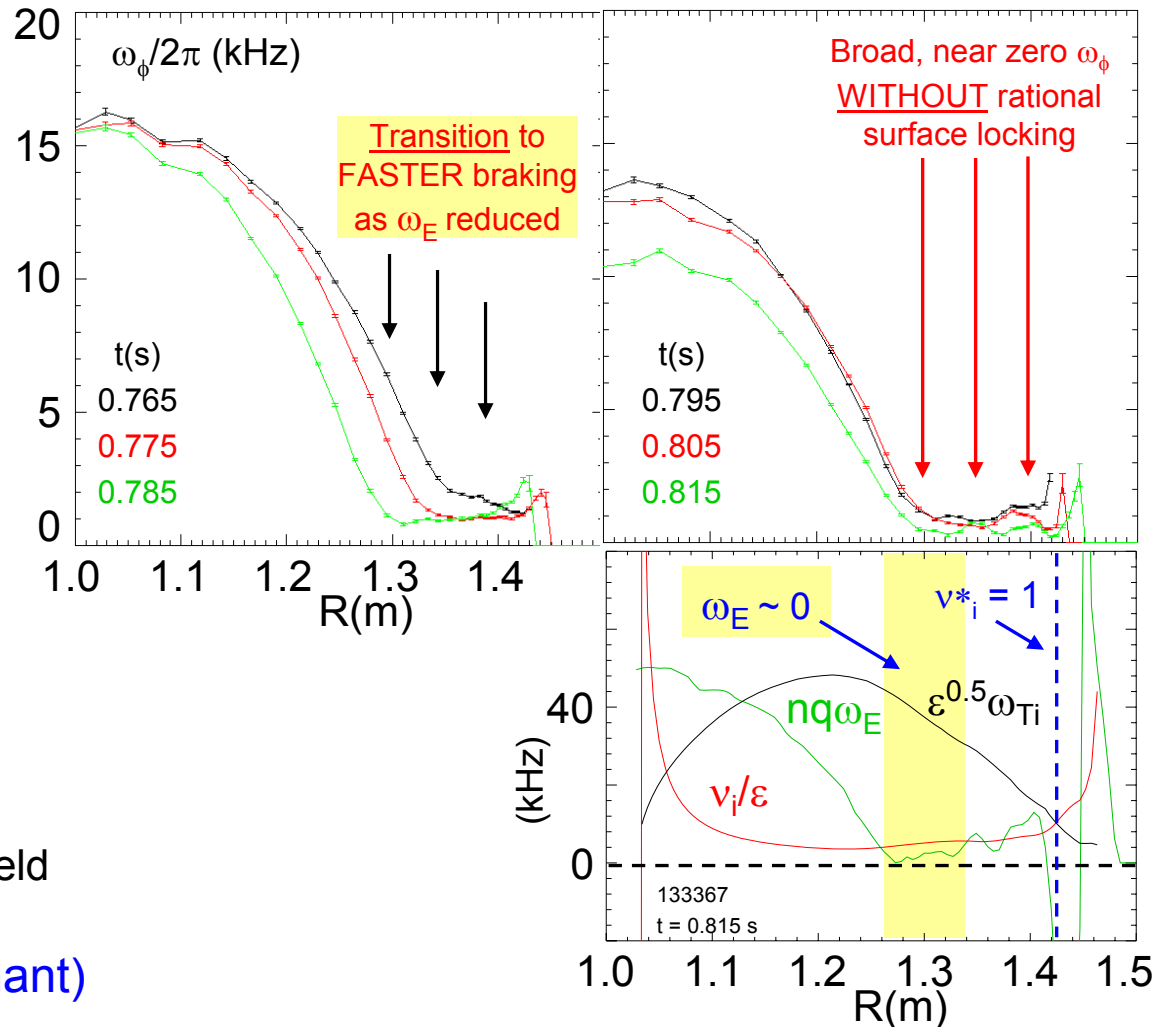 20
15
10
5
0
ωϕ/2π (kHz)
Transition to
FASTER braking
as ωE reduced
t(s)
0.765
0.775
0.785
1.0 1.1 1.2 1.3 1.4
R(m)
Broad, near zero ωϕ
WITHOUT rational
surface locking
t(s)
0.795
0.805
0.815
ωE ~ 0
ν*i = 1
nqωE
ε0.5ωTi
νi/ε
40
0
(kHz)
133367
t = 0.815 s
1.0 1.1 1.2 1.3 1.4 1.5
R(m)
eld
ant)